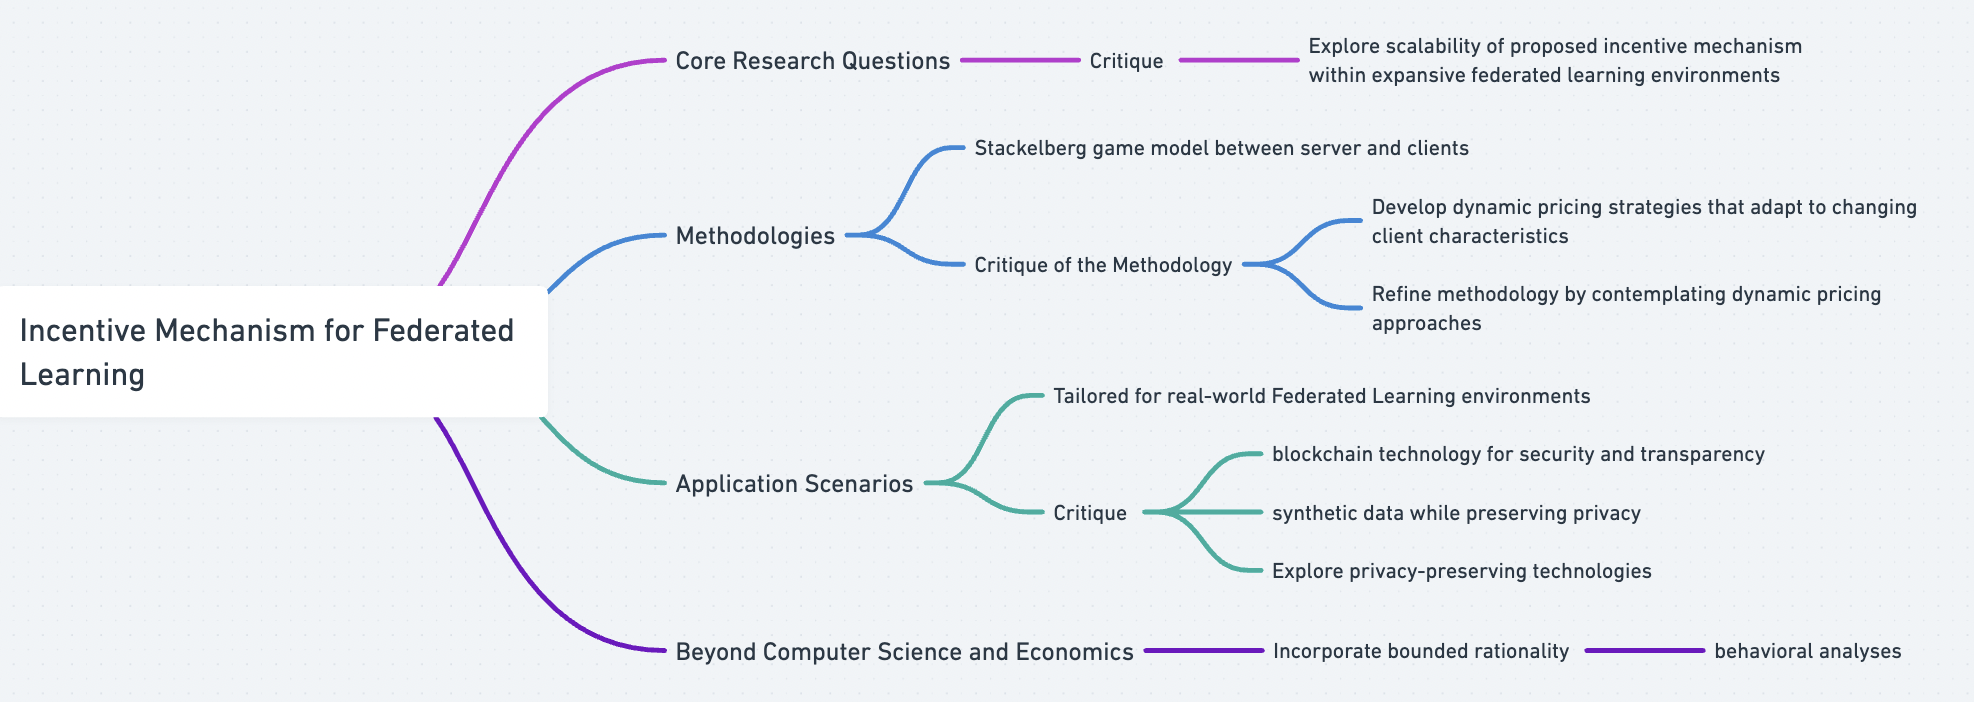 Incentive Mechanism for Federated
Learning
Core Research Questions
Critique
Explore scalability of proposed incentive mechanism
within expansive federated learning environments
Methodologies
Stackelberg game model between server and clients
Critique of the Methodology
Develop dynamic pricing strategies that adapt to changing
client characteristics
Refine methodology by contemplating dynamic pricing
approaches
Application Scenarios
Tailored for real-world Federated Learning environments
Critique
blockchain technology for security and transparency
synthetic data while preserving privacy
Explore privacy-preserving technologies
Beyond Computer Science and Economics
Incorporate bounded rationality
behavioral analyses